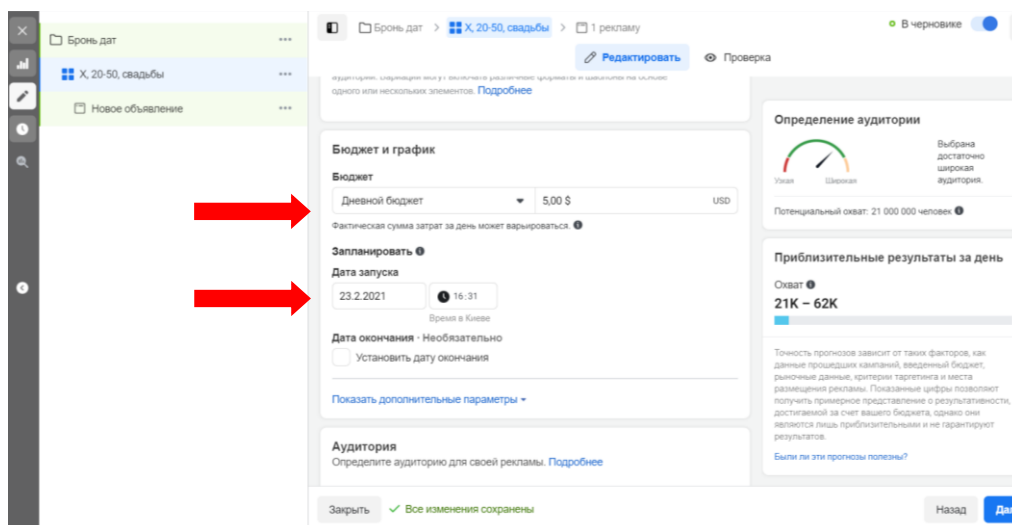 Бронь дат
X, 20-50, свадьбы
Новое объявление
Бронь дат > X, 20-50, свадьбы > 1 рекламу
В черновике
Редактировать
Проверка
аудитории. Вариации могут включать различные форматы и шаблоны на основе
одного или нескольких элементов. Подробнее
Бюджет и график
Бюджет
Дневной бюджет
5,00 $
USD
Фактическая сумма затрат за день может варьироваться.
Запланировать
Дата запуска
23.2.2021
16:31
Время в Киеве
Дата окончания · Необязательно
Установить дату окончания
Показать дополнительные параметры
Аудитория
Определите аудиторию для своей рекламы. Подробнее
Закрыть
Все изменения сохранены
Определение аудитории
Узкая
Широкая
Выбрана
достаточно
широкая
аудитория.
Потенциальный охват: 21 000 000 человек
Приблизительные результаты за день
Охват
21K – 62K
Точность прогнозов зависит от таких факторов, как
данные прошедших кампаний, введенный бюджет,
рыночные данные, критерии таргетинга и места
размещения рекламы. Показанные цифры позволяют
получить примерное представление о результативности,
достигаемой за счет вашего бюджета, однако они
являются лишь приблизительными и не гарантируют
результатов.
Были ли эти прогнозы полезны?
Назад